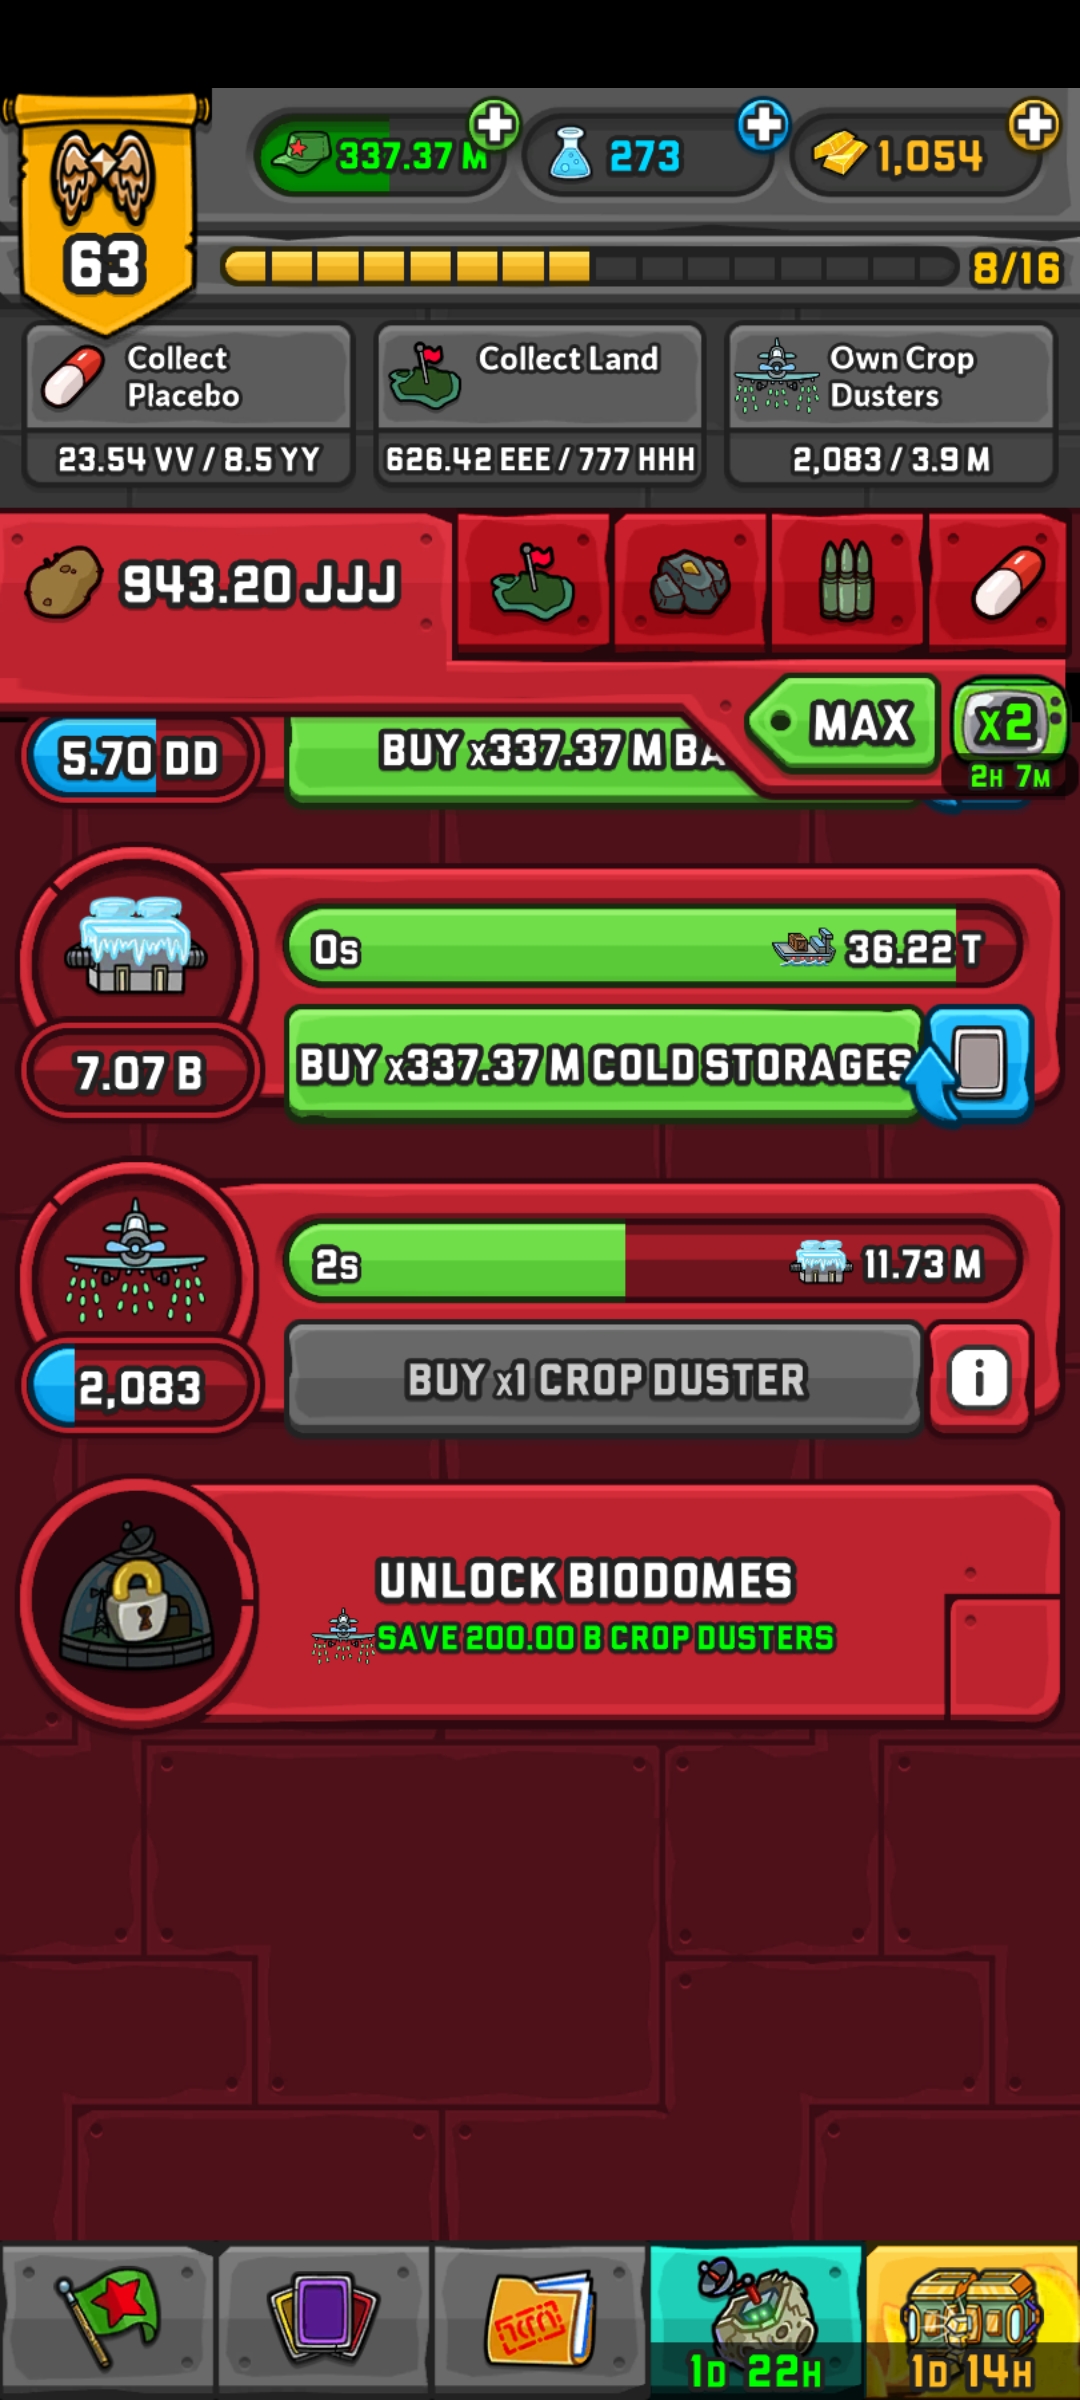 337.37 M
273
1,054
63
8/16
Collect
Placebo
Collect Land
Own Crop
Dusters
23.54 VV / 8.5 YY
626.42 EEE / 777 HHH
2,083 / 3.9 M
943.20 JJJ
MAX
X2
2H 7M
5.70 DD
BUY x337.37 M BA
0s
36.22 T
7.07 B
BUY x337.37 M COLD STORAGES
2s
11.73 M
2,083
BUY x1 CROP DUSTER
i
UNLOCK BIODOMES
SAVE 200.00 B CROP DUSTERS
1D 22H
1D 14H